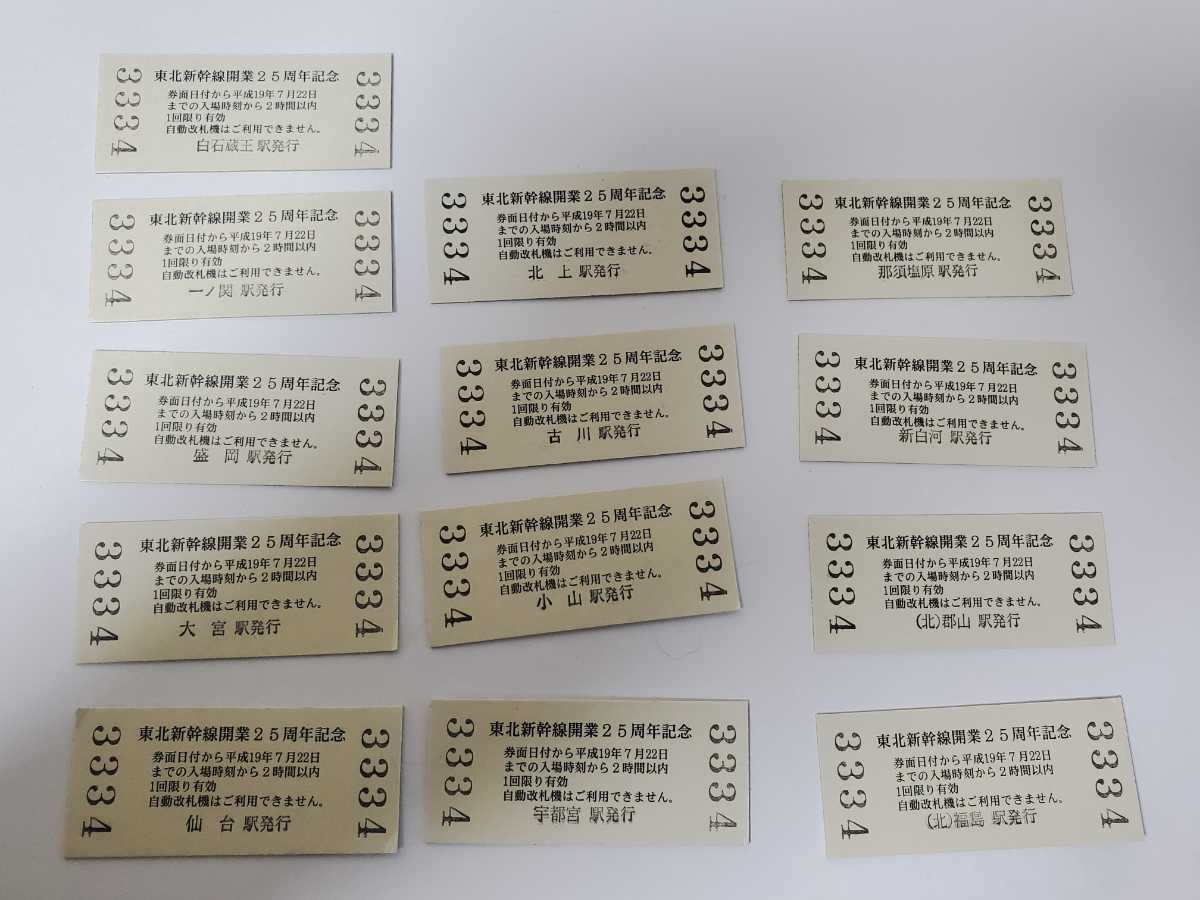 3334
東北新幹線開業25周年記念
券面日付から平成19年7月22日
までの入場時刻から2時間以内
1回限り有効
自動改札機はご利用できません。
白石蔵王 駅発行
3334
3334
東北新幹線開業25周年記念
券面日付から平成19年7月22日
までの入場時刻から2時間以内
1回限り有効
自動改札機はご利用できません。
一ノ関 駅発行
3334
3334
東北新幹線開業25周年記念
券面日付から平成19年7月22日
までの入場時刻から2時間以内
1回限り有効
自動改札機はご利用できません。
盛 岡 駅発行
3334
3334
東北新幹線開業25周年記念
券面日付から平成19年7月22日
までの入場時刻から2時間以内
1回限り有効
自動改札機はご利用できません。
大 宮 駅発行
3334
3334
東北新幹線開業25周年記念
券面日付から平成19年7月22日
までの入場時刻から2時間以内
1回限り有効
自動改札機はご利用できません。
仙 台 駅発行
3334
3334
東北新幹線開業25周年記念
券面日付から平成19年7月22日
までの入場時刻から2時間以内
1回限り有効
自動改札機はご利用できません。
北 上 駅発行
3334
3334
東北新幹線開業25周年記念
券面日付から平成19年7月22日
までの入場時刻から2時間以内
1回限り有効
自動改札機はご利用できません。
古 川 駅発行
3334
3334
東北新幹線開業25周年記念
券面日付から平成19年7月22日
までの入場時刻から2時間以内
1回限り有効
自動改札機はご利用できません。
小 山 駅発行
3334
3334
東北新幹線開業25周年記念
券面日付から平成19年7月22日
までの入場時刻から2時間以内
1回限り有効
自動改札機はご利用できません。
宇都宮 駅発行
3334
3334
東北新幹線開業25周年記念
券面日付から平成19年7月22日
までの入場時刻から2時間以内
1回限り有効
自動改札機はご利用できません。
那須塩原 駅発行
3334
3334
東北新幹線開業25周年記念
券面日付から平成19年7月22日
までの入場時刻から2時間以内
1回限り有効
自動改札機はご利用できません。
新白河 駅発行
3334
3334
東北新幹線開業25周年記念
券面日付から平成19年7月22日
までの入場時刻から2時間以内
1回限り有効
自動改札機はご利用できません。
(北)郡山 駅発行
3334
3334
東北新幹線開業25周年記念
券面日付から平成19年7月22日
までの入場時刻から2時間以内
1回限り有効
自動改札機はご利用できません。
(北)福島 駅発行
3334